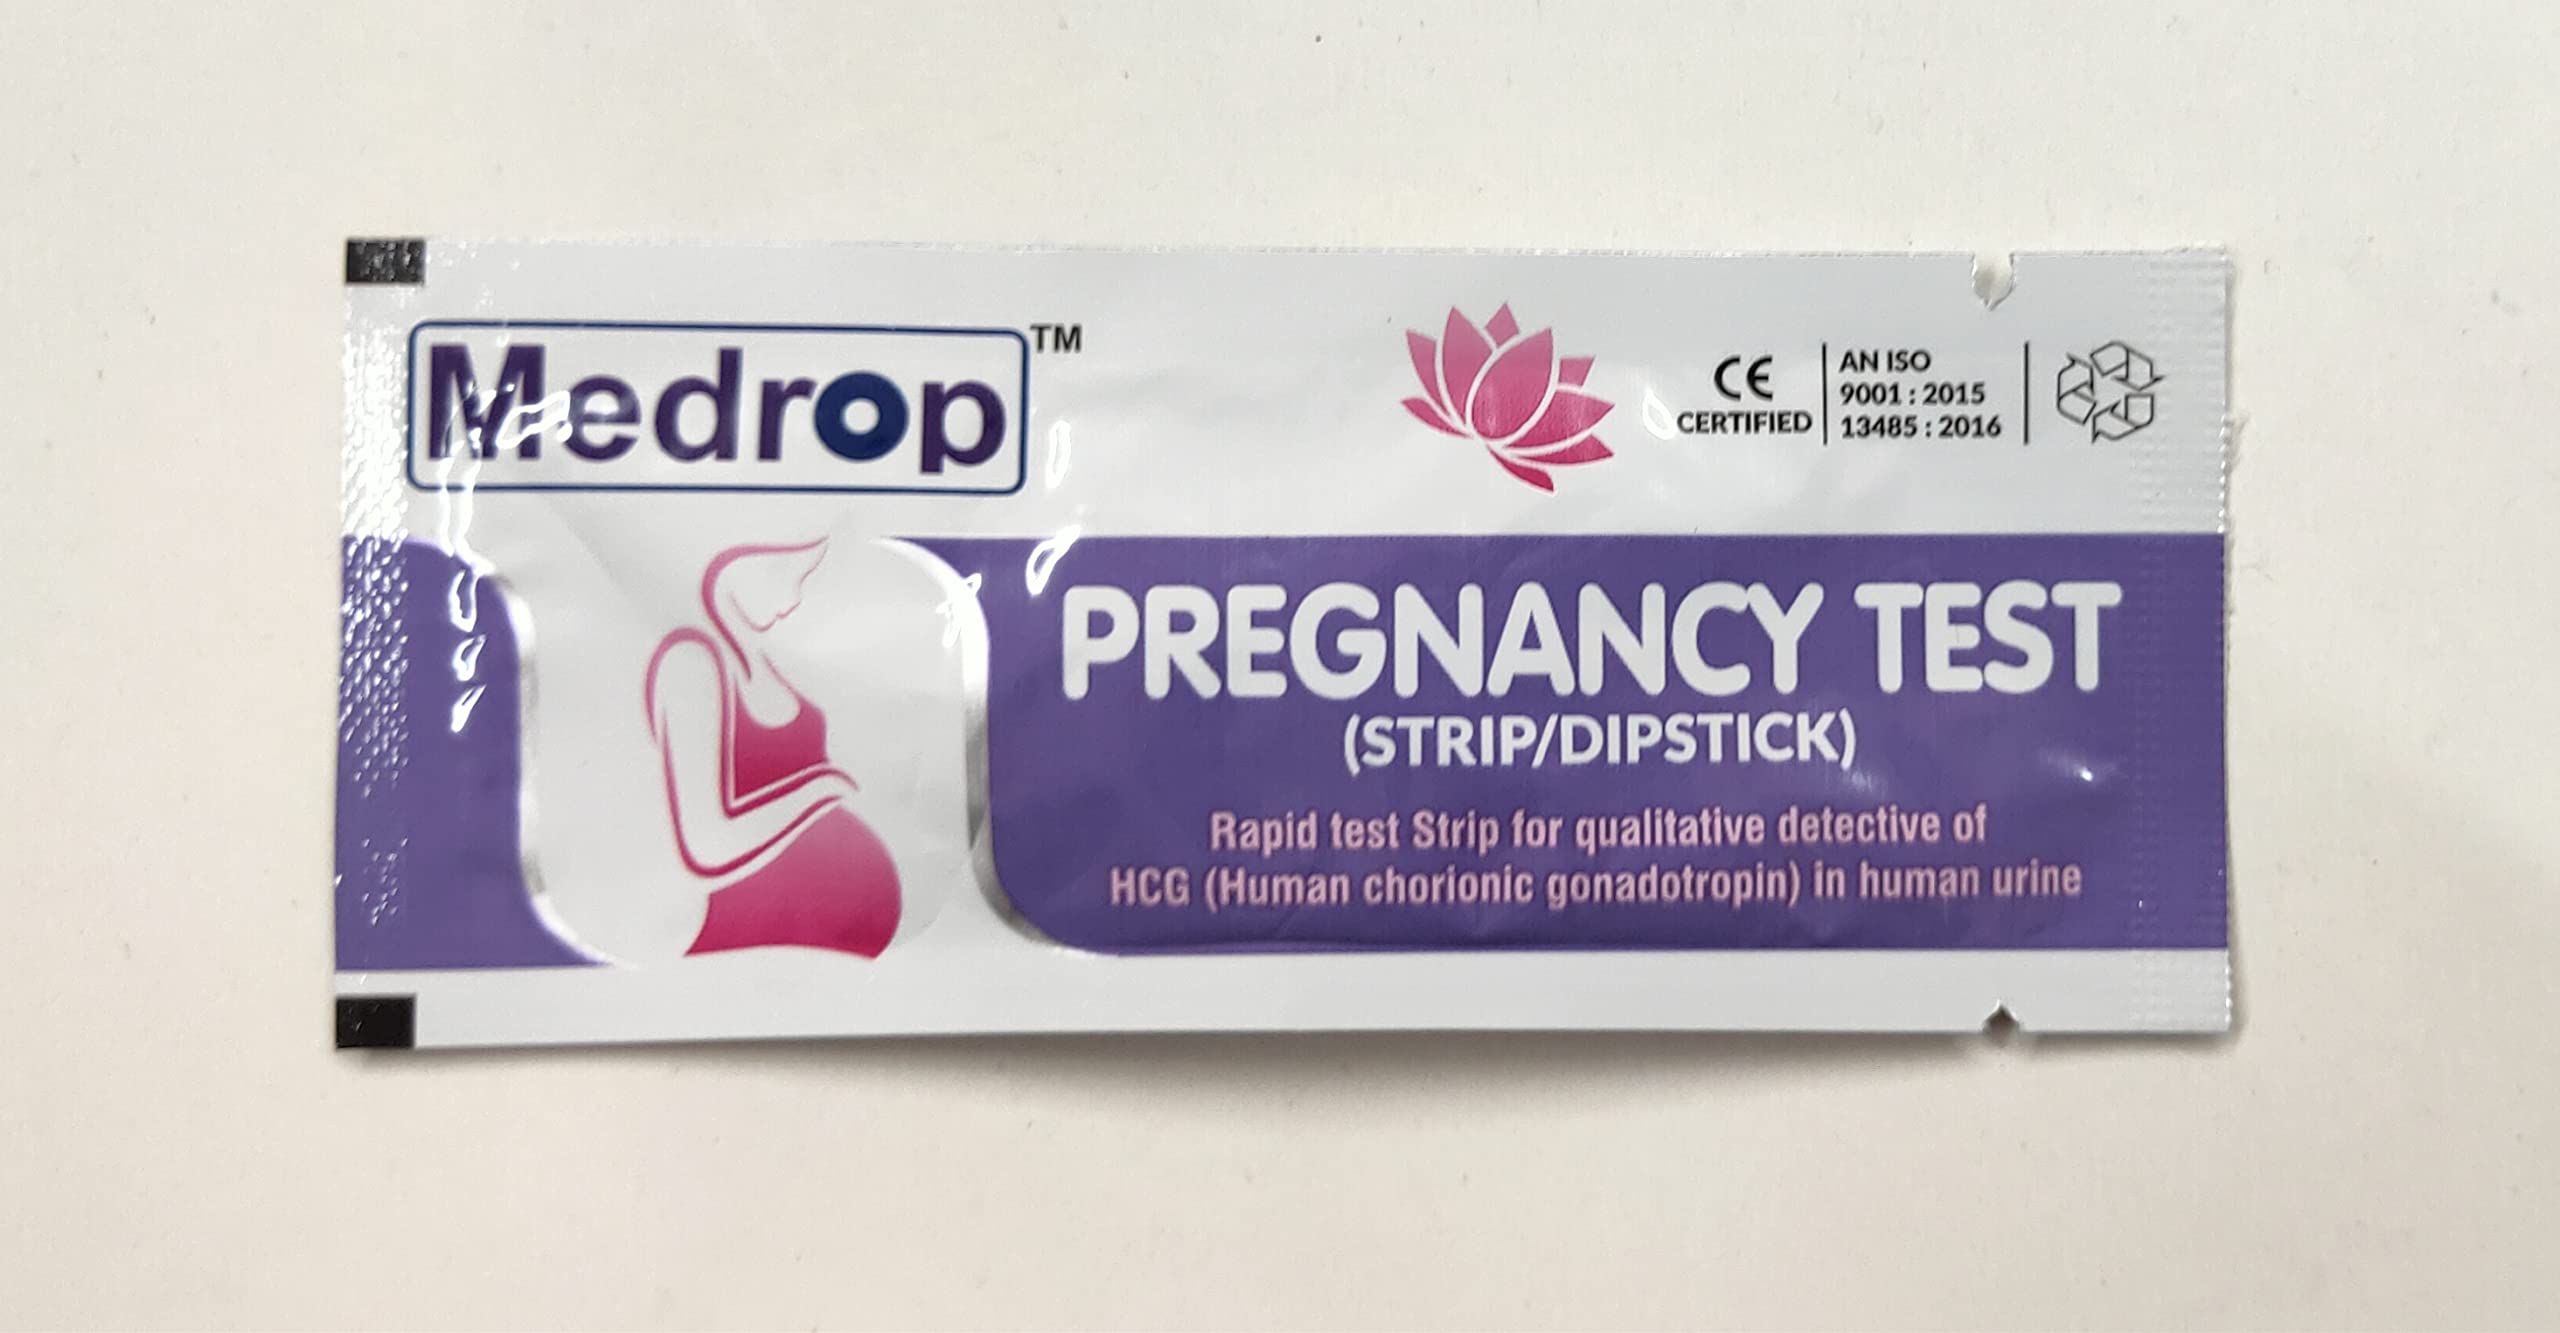 Medrop™
CE
CERTIFIED
AN ISO
9001 : 2015
13485 : 2016
PREGNANCY TEST
(STRIP/DIPSTICK)
Rapid test Strip for qualitative detective of
HCG (Human chorionic gonadotropin) in human urine